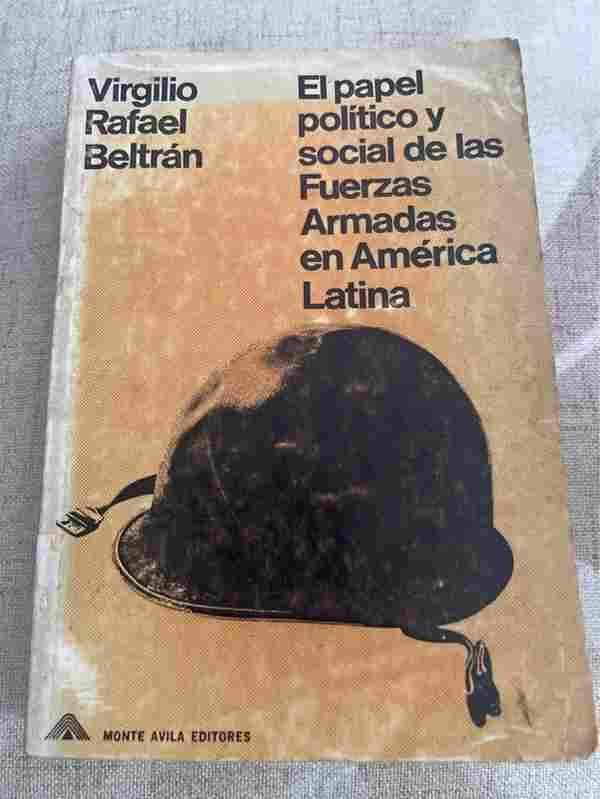 Virgilio
Rafael
Beltrán
El papel
político y
social de las
Fuerzas
Armadas
en América
Latina
MONTE AVILA EDITORES